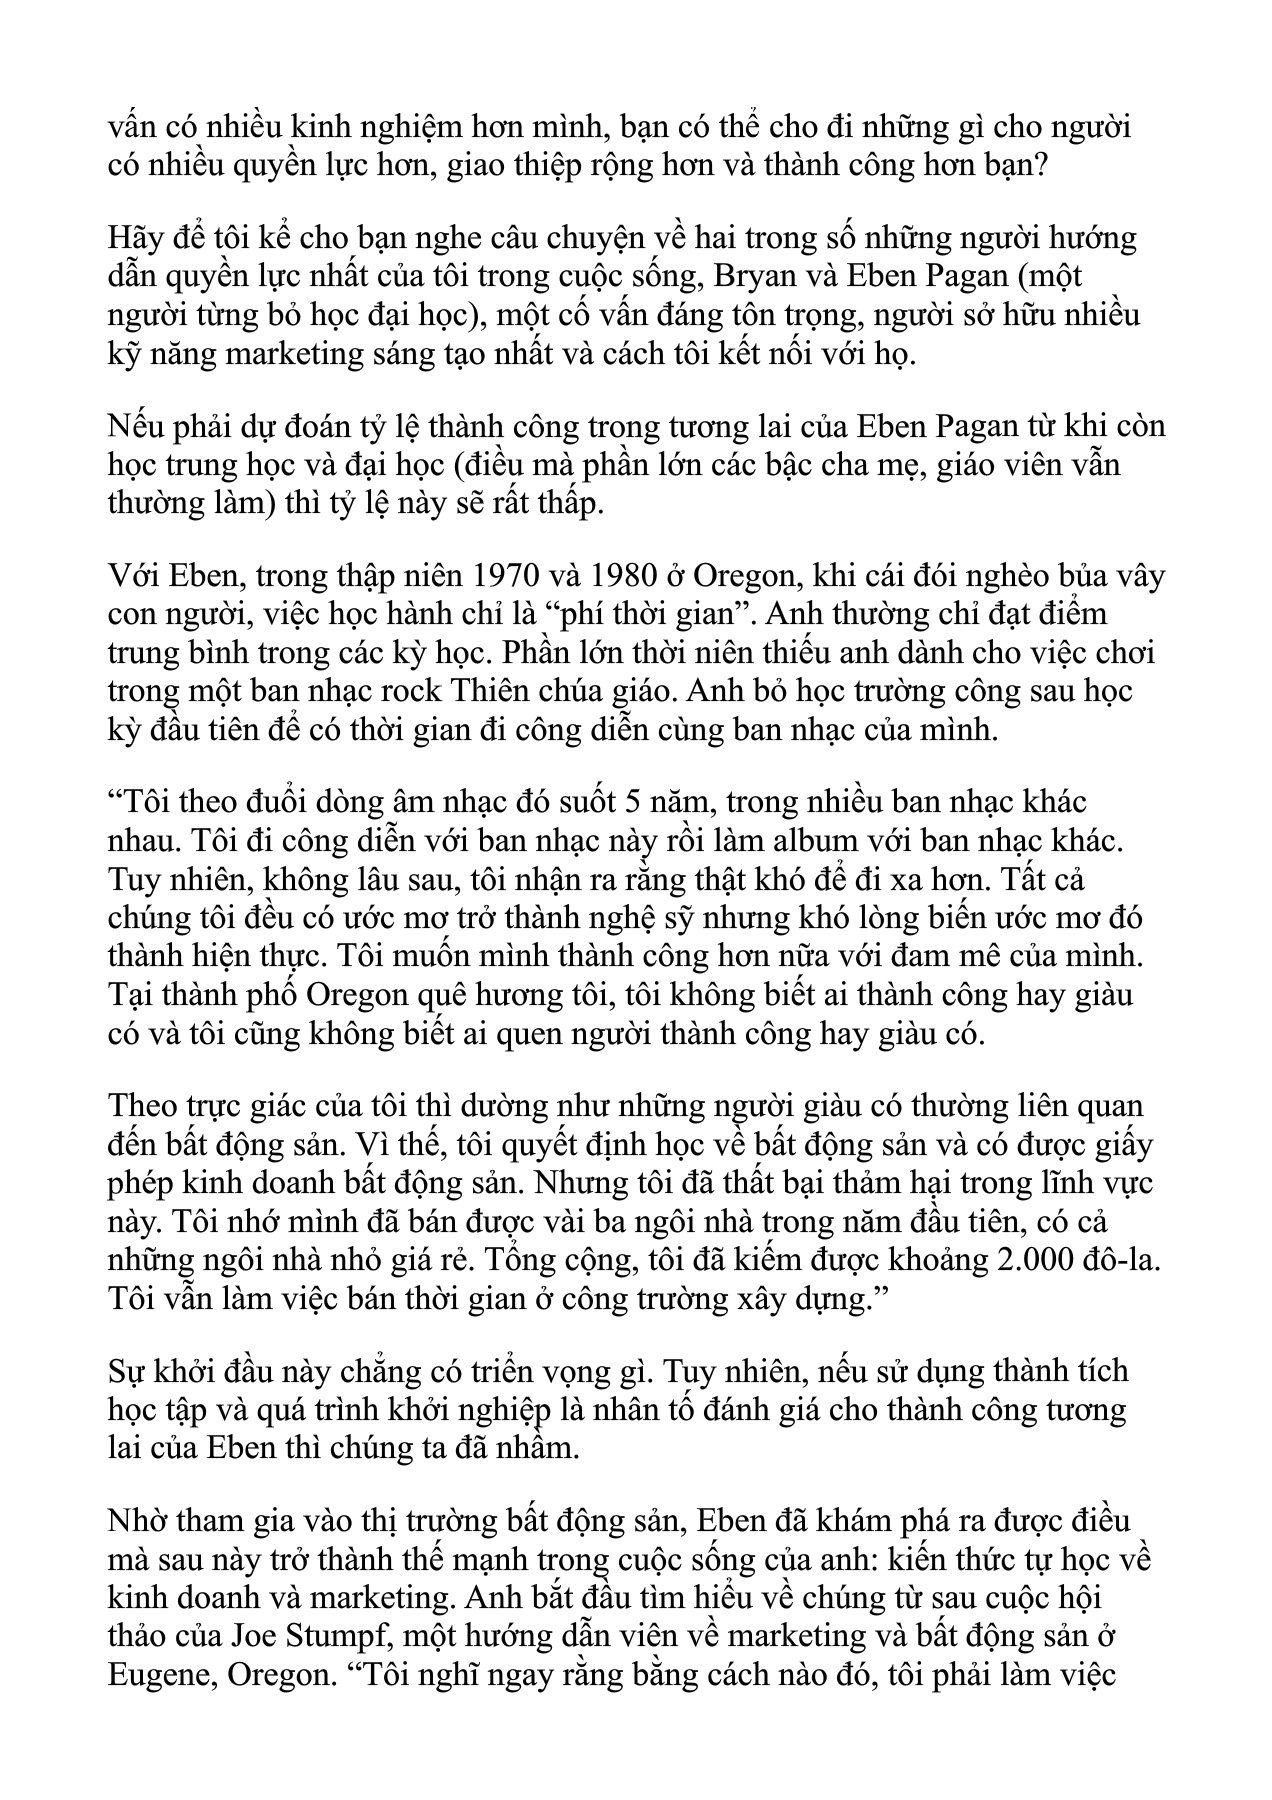 vấn có nhiều kinh nghiệm hơn mình, bạn có thể cho đi những gì cho người
có nhiều quyền lực hơn, giao thiệp rộng hơn và thành công hơn bạn?
Hãy để tôi kể cho bạn nghe câu chuyện về hai trong số những người hướng
dẫn quyền lực nhất của tôi trong cuộc sống, Bryan và Eben Pagan (một
người từng bỏ học đại học), một cố vấn đáng tôn trọng, người sở hữu nhiều
kỹ năng marketing sáng tạo nhất và cách tôi kết nối với họ.
Nếu phải dự đoán tỷ lệ thành công trong tương lai của Eben Pagan từ khi còn
học trung học và đại học (điều mà phần lớn các bậc cha mẹ, giáo viên vẫn
thường làm) thì tỷ lệ này sẽ rất thấp.
Với Eben, trong thập niên 1970 và 1980 ở Oregon, khi cái đói nghèo bủa vây
con người, việc học hành chỉ là “phí thời gian”. Anh thường chỉ đạt điểm
trung bình trong các kỳ học. Phần lớn thời niên thiếu anh dành cho việc chơi
trong một ban nhạc rock Thiên chúa giáo. Anh bỏ học trường công sau học
kỳ đầu tiên để có thời gian đi công diễn cùng ban nhạc của mình.
“Tôi theo đuổi dòng âm nhạc đó suốt 5 năm, trong nhiều ban nhạc khác
nhau. Tôi đi công diễn với ban nhạc này rồi làm album với ban nhạc khác.
Tuy nhiên, không lâu sau, tôi nhận ra rằng thật khó để đi xa hơn. Tất cả
chúng tôi đều có ước mơ trở thành nghệ sỹ nhưng khó lòng biến ước mơ đó
thành hiện thực. Tôi muốn mình thành công hơn nữa với đam mê của mình.
Tại thành phố Oregon quê hương tôi, tôi không biết ai thành công hay giàu
có và tôi cũng không biết ai quen người thành công hay giàu có.
Theo trực giác của tôi thì dường như những người giàu có thường liên quan
đến bất động sản. Vì thế, tôi quyết định học về bất động sản và có được giấy
phép kinh doanh bất động sản. Nhưng tôi đã thất bại thảm hại trong lĩnh vực
này. Tôi nhớ mình đã bán được vài ba ngôi nhà trong năm đầu tiên, có cả
những ngôi nhà nhỏ giá rẻ. Tổng cộng, tôi đã kiếm được khoảng 2.000 đô-la.
Tôi vẫn làm việc bán thời gian ở công trường xây dựng.”
Sự khởi đầu này chẳng có triển vọng gì. Tuy nhiên, nếu sử dụng thành tích
học tập và quá trình khởi nghiệp là nhân tố đánh giá cho thành công tương
lai của Eben thì chúng ta đã nhầm.
Nhờ tham gia vào thị trường bất động sản, Eben đã khám phá ra được điều
mà sau này trở thành thế mạnh trong cuộc sống của anh: kiến thức tự học về
kinh doanh và marketing. Anh bắt đầu tìm hiểu về chúng từ sau cuộc hội
thảo của Joe Stumpf, một hướng dẫn viên về marketing và bất động sản ở
Eugene, Oregon. “Tôi nghĩ ngay rằng bằng cách nào đó, tôi phải làm việc